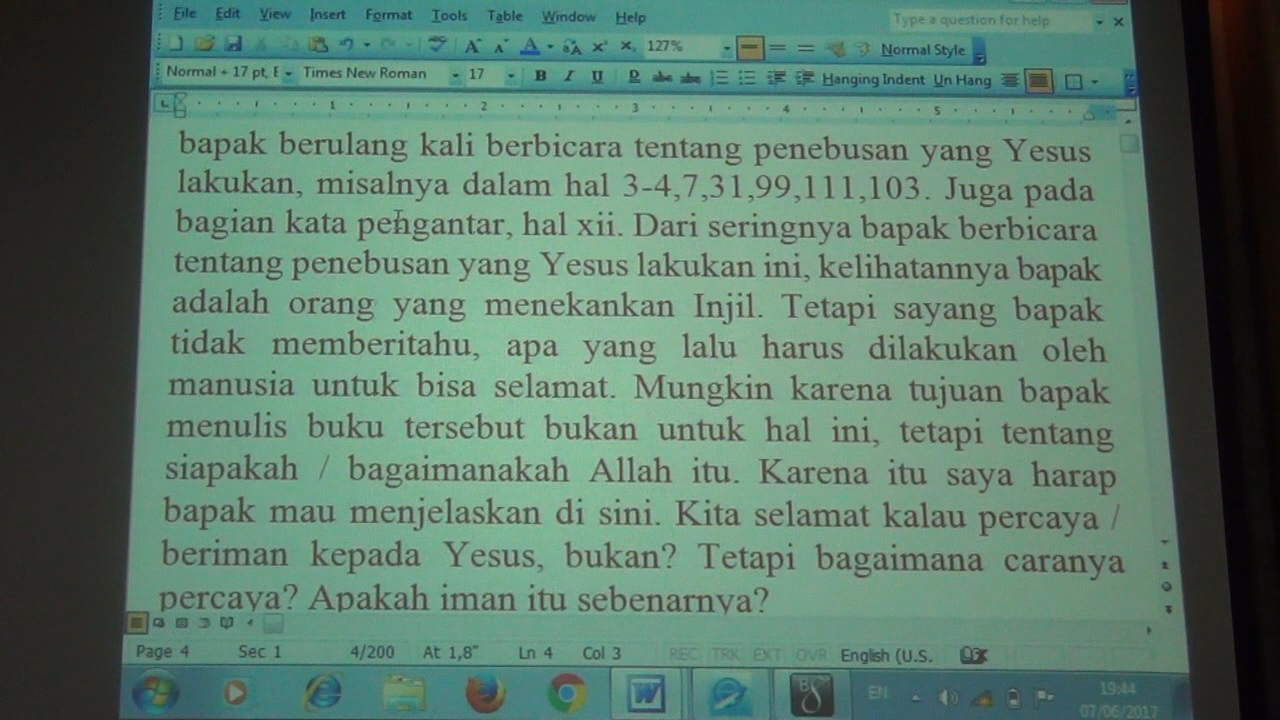 File Edit View Insert Format Tools Table Window Help Type a question for help
127% Normal Style
Normal + 17 pt, E Times New Roman 17 B I U Hanging Indent Un Hang
1 2 3 4 5
bapak berulang kali berbicara tentang penebusan yang Yesus
lakukan, misalnya dalam hal 3-4,7,31,99,111,103. Juga pada
bagian kata pengantar, hal xii. Dari seringnya bapak berbicara
tentang penebusan yang Yesus lakukan ini, kelihatannya bapak
adalah orang yang menekankan Injil. Tetapi sayang bapak
tidak memberitahu, apa yang lalu harus dilakukan oleh
manusia untuk bisa selamat. Mungkin karena tujuan bapak
menulis buku tersebut bukan untuk hal ini, tetapi tentang
siapakah / bagaimanakah Allah itu. Karena itu saya harap
bapak mau menjelaskan di sini. Kita selamat kalau percaya /
beriman kepada Yesus, bukan? Tetapi bagaimana caranya
percaya? Apakah iman itu sebenarnya?
Page 4 Sec 1 4/200 At 1,8" Ln 4 Col 3 REC TRK EXT OVR English (U.S.
EN 19:44
07/06/2017